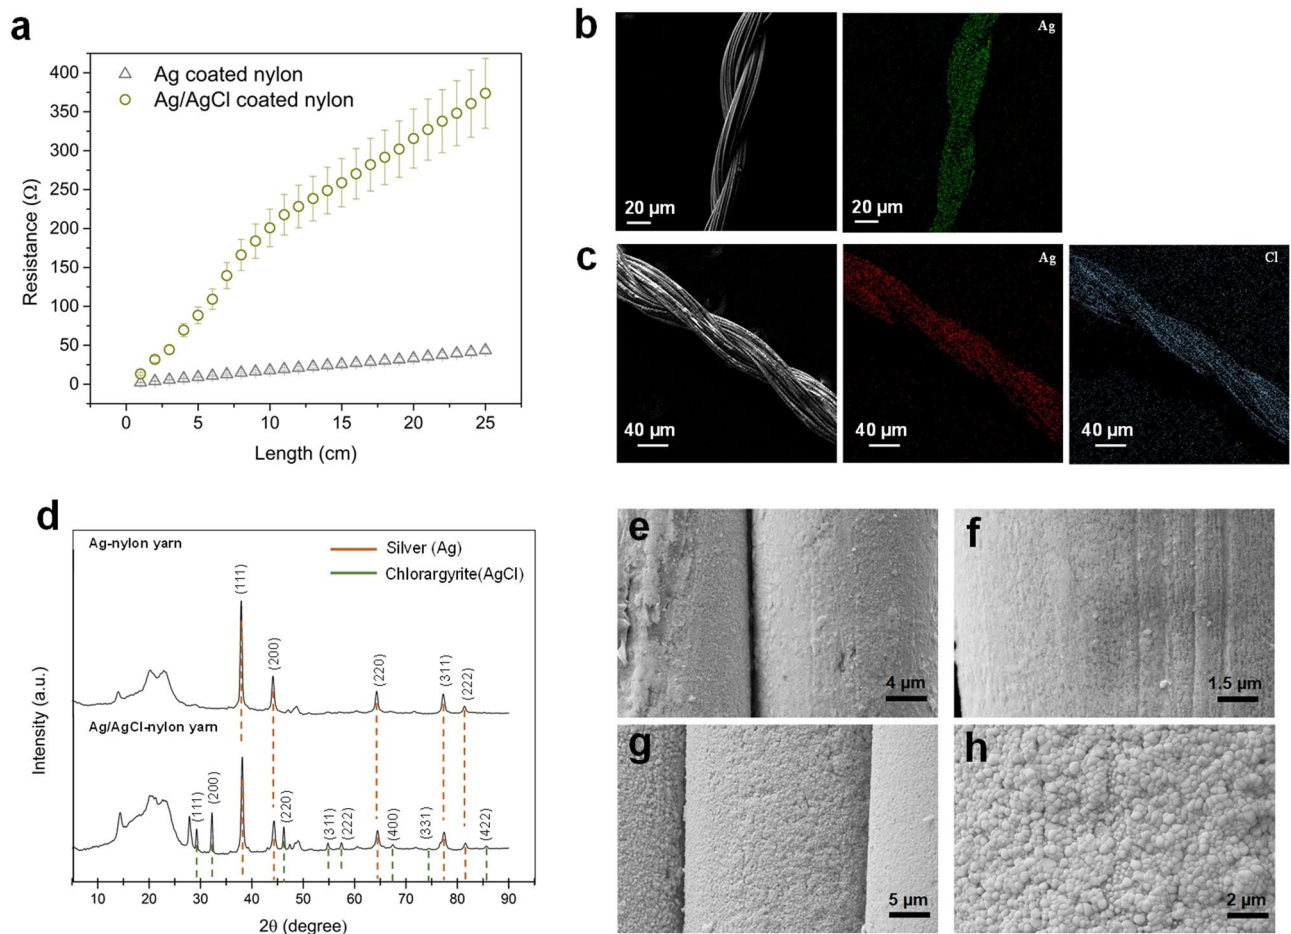 a
Ag coated nylon
Ag/AgCl coated nylon
400
350
300
250
200
150
100
50
0
Resistance (Ω)
0
5
10
15
20
25
Length (cm)
b
Ag
20 µm
20 µm
c
Ag
Cl
40 µm
40 µm
40 µm
d
Ag-nylon yarn
Silver (Ag)
Chlorargyrite(AgCl)
(111)
(200)
(220)
(311)
(222)
Ag/AgCl-nylon yarn
(111)
(200)
(220)
(311)
(222)
(400)
(331)
(422)
Intensity (a.u.)
10
20
30
40
50
60
70
80
90
2θ (degree)
e
4 µm
f
1.5 µm
g
5 µm
h
2 µm